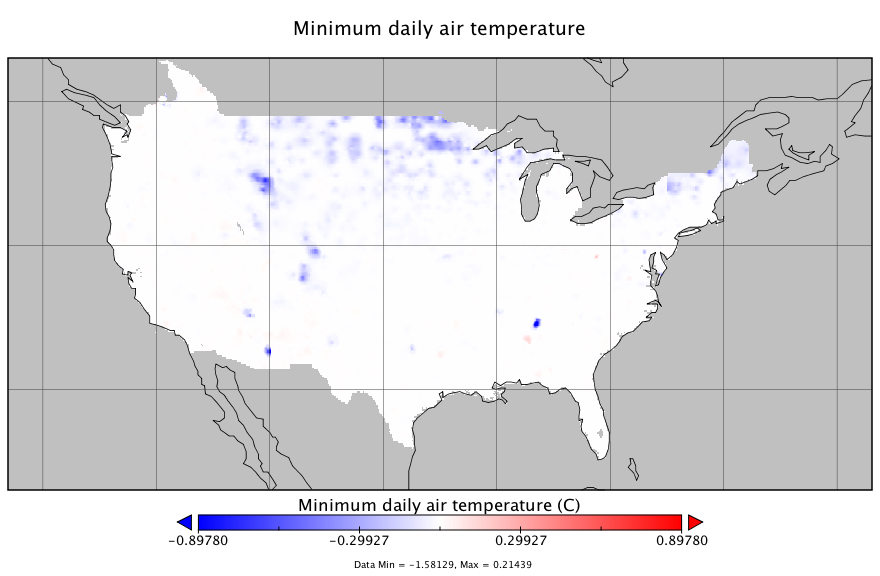 Minimum daily air temperature
Minimum daily air temperature (C)
-0.89780 -0.29927 0.29927 0.89780
Data Min = -1.58129, Max = 0.21439